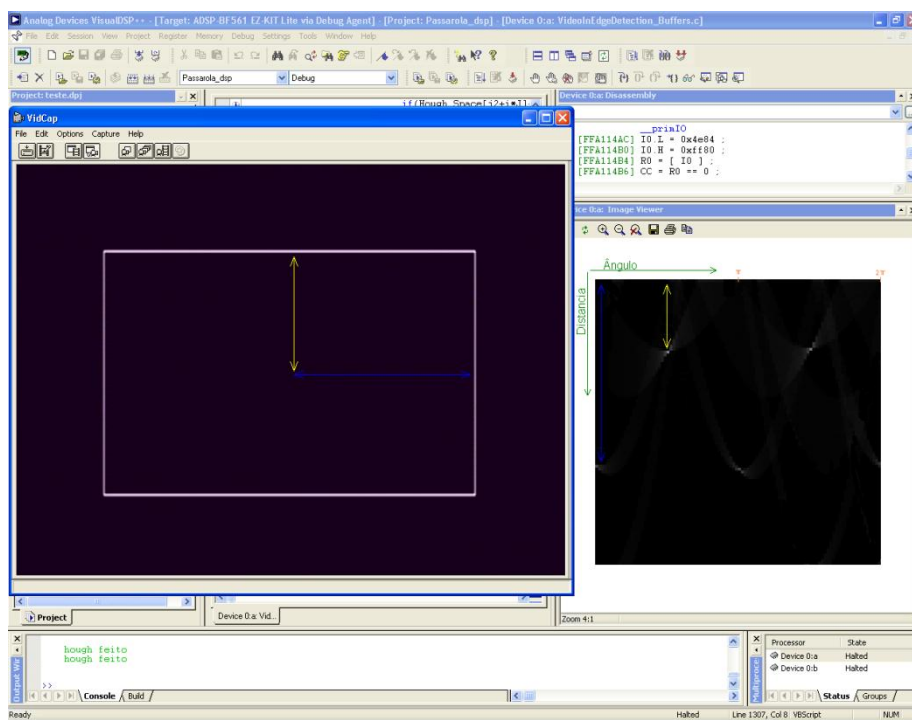 Analog Devices VisualDSP++ - [Target: ADSP-BF561 EZ-KIT Lite via Debug Agent] - [Project: Passarola_dsp] - [Device 0:a: VideoInEdgeDetection_Buffers.c]
File Edit Session View Project Register Memory Debug Settings Tools Window Help
Passarola_dsp Debug
Project: teste.dpj
if(Hough_Space[j2+i*
Device 0:a: Disassembly
__primIO
[FFA114AC] I0.L = 0x4e84 ;
[FFA114B0] I0.H = 0xff80 ;
[FFA114B4] R0 = [ I0 ] ;
[FFA114B6] CC = R0 == 0 ;
VidCap
File Edit Options Capture Help
ice 0:a: Image Viewer
Ângulo
Distancia
Project
Device 0:a: Vid...
Zoom 4:1
hough feito
hough feito
>>
Console Build
Processor State
Device 0:a Halted
Device 0:b Halted
Status Groups
Ready
Halted Line 1307, Col 8 VBScript NUM